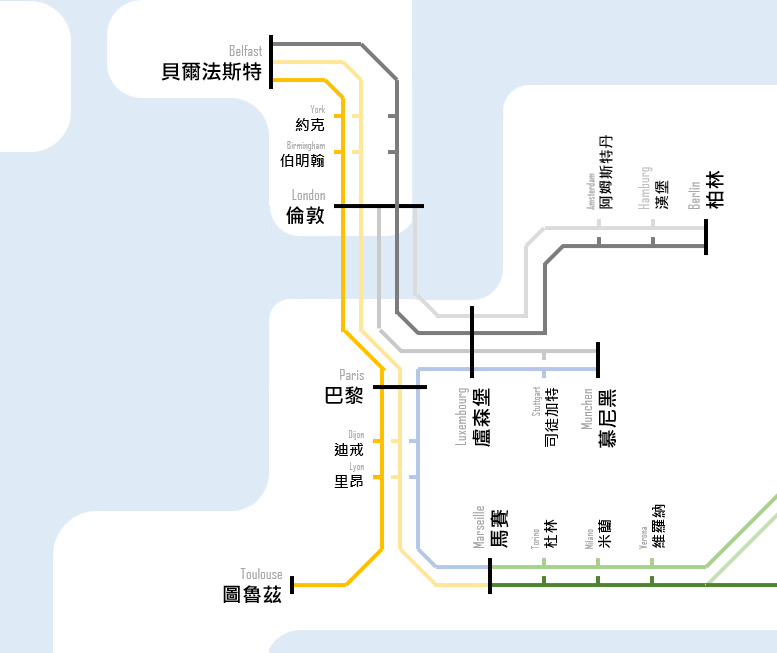 Belfast
貝爾法斯特
York
約克
Birmingham
伯明翰
London
倫敦
Amsterdam
阿姆斯特丹
Hamburg
漢堡
Berlin
柏林
Paris
巴黎
Luxembourg
盧森堡
Stuttgart
司徒加特
Munchen
慕尼黑
Dijon
迪戒
Lyon
里昂
Marseille
馬賽
Torino
杜林
Milano
米蘭
Verona
維羅納
Toulouse
圖魯茲